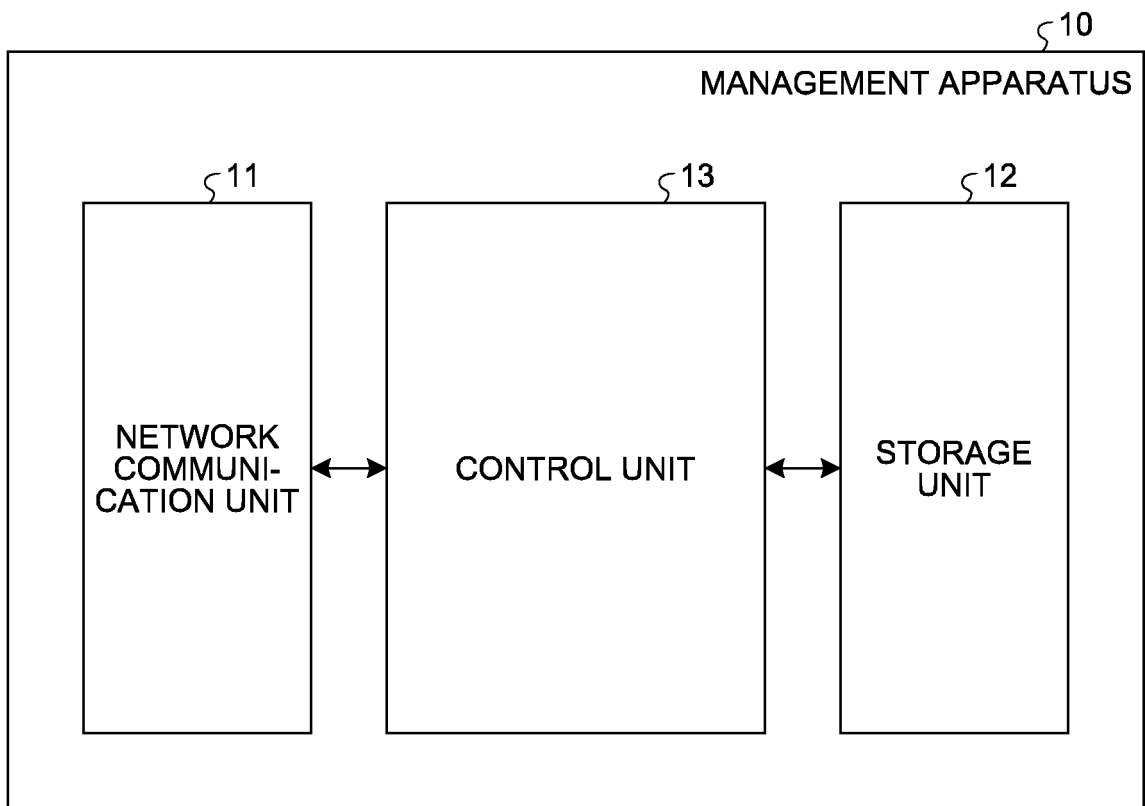 10
MANAGEMENT APPARATUS
11
13
12
NETWORK
COMMUNI-
CATION UNIT
CONTROL UNIT
STORAGE
UNIT